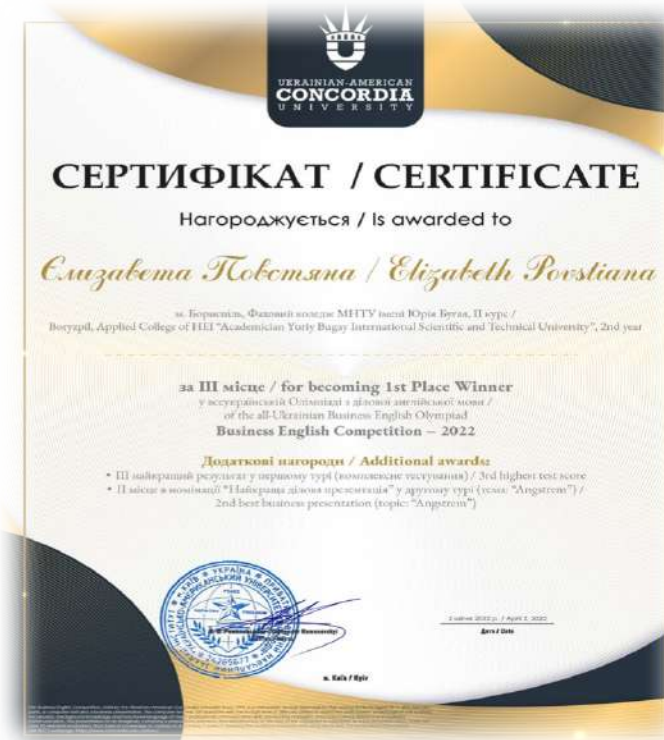 UKRAINIAN-AMERICAN
CONCORDIA
UNIVERSITY
СЕРТИФІКАТ / CERTIFICATE
Нагороджується / Is awarded to
Єлизавета Повстяна / Elizabeth Povstiana
м. Бориспіль, Фаховий коледж МНТУ імені Юрія Бугая, ІІ курс /
Boryspil, Applied College of HEI "Academician Yuriy Bugay International Scientific and Technical University", 2nd year
за ІІІ місце / for becoming 1st Place Winner
у всеукраїнській Олімпіаді з ділової англійської мови /
of the all-Ukrainian Business English Olympiad
Business English Competition – 2022
Додаткові нагороди / Additional awards:
• ІІІ найкращий результат у першому турі (комплексне тестування) / 3rd highest test score
• ІІ місце в номінації "Найкраща ділова презентація" у другому турі (тема: "Angstrem") /
2nd best business presentation (topic: "Angstrem")
Дата / Date
м. Київ / Kyiv